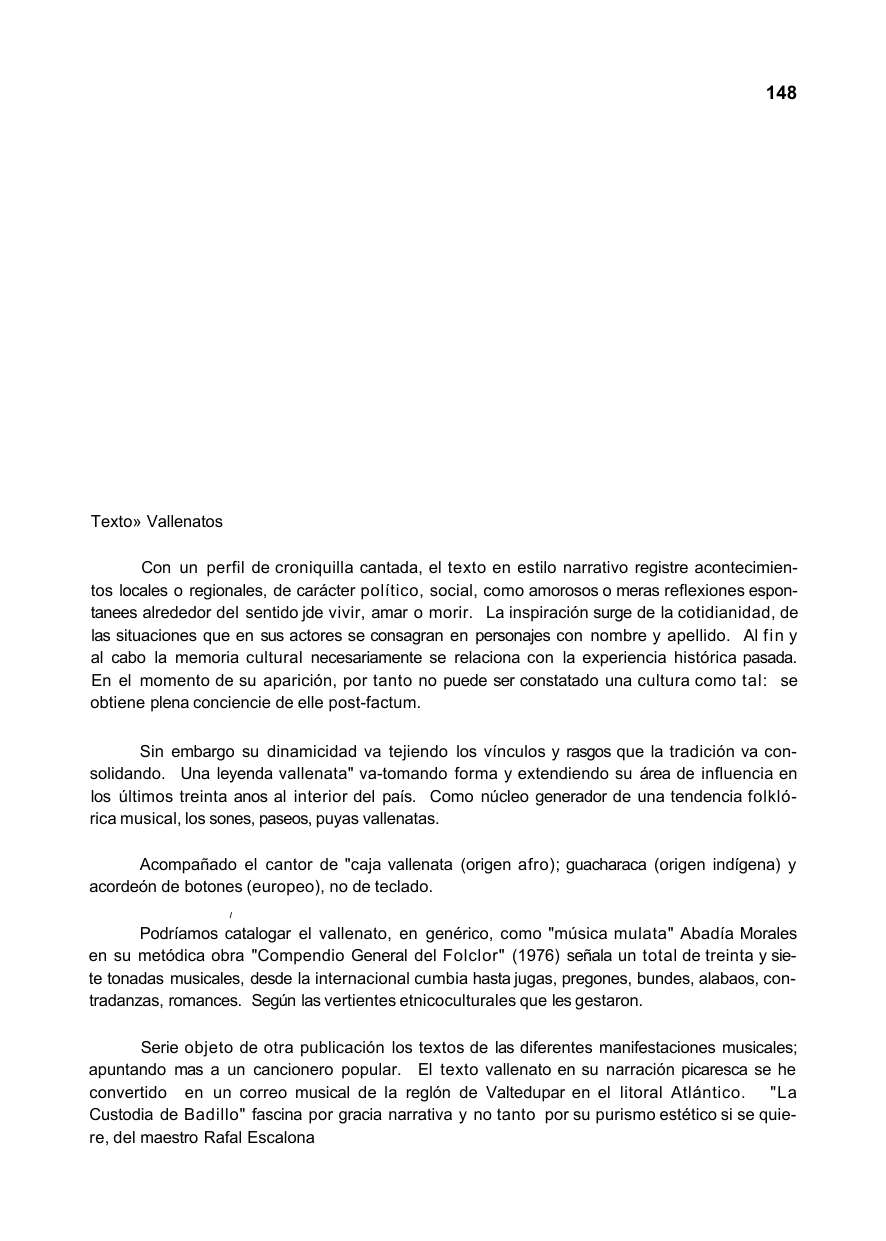 148
Texto» Vallenatos
Con un perfil de croniquilla cantada, el texto en estilo narrativo registre acontecimien-
tos locales o regionales, de carácter político, social, como amorosos o meras reflexiones espon-
tanees alrededor del sentido jde vivir, amar o morir. La inspiración surge de la cotidianidad, de
las situaciones que en sus actores se consagran en personajes con nombre y apellido. Al fin y
al cabo la memoria cultural necesariamente se relaciona con la experiencia histórica pasada.
En el momento de su aparición, por tanto no puede ser constatado una cultura como tal: se
obtiene plena conciencie de elle post-factum.
Sin embargo su dinamicidad va tejiendo los vínculos y rasgos que la tradición va con-
solidando. Una leyenda vallenata" va-tomando forma y extendiendo su área de influencia en
los últimos treinta anos al interior del país. Como núcleo generador de una tendencia folkló-
rica musical, los sones, paseos, puyas vallenatas.
Acompañado el cantor de "caja vallenata (origen afro); guacharaca (origen indígena) y
acordeón de botones (europeo), no de teclado.
/
Podríamos catalogar el vallenato, en genérico, como "música mulata" Abadía Morales
en su metódica obra "Compendio General del Folclor" (1976) señala un total de treinta y sie-
te tonadas musicales, desde la internacional cumbia hasta jugas, pregones, bundes, alabaos, con-
tradanzas, romances. Según las vertientes etnicoculturales que les gestaron.
Serie objeto de otra publicación los textos de las diferentes manifestaciones musicales;
apuntando mas a un cancionero popular. El texto vallenato en su narración picaresca se he
convertido en un correo musical de la reglón de Valtedupar en el litoral Atlántico. "La
Custodia de Badillo" fascina por gracia narrativa y no tanto por su purismo estético si se quie-
re, del maestro Rafal Escalona